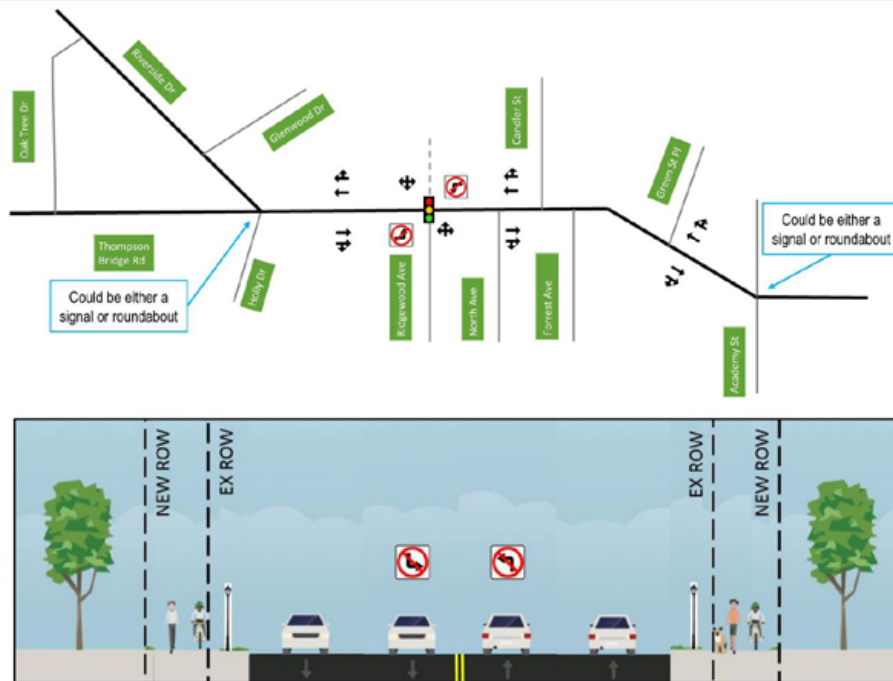 Oak Tree Dr
Riverside Dr
Glenwood Dr
Candler St
Green St Pl
Could be either a
signal or roundabout
Thompson
Bridge Rd
Holly Dr
Could be either a
signal or roundabout
Ridgewood Ave
North Ave
Forrest Ave
Academy St
NEW ROW
EX ROW
EX ROW
NEW ROW